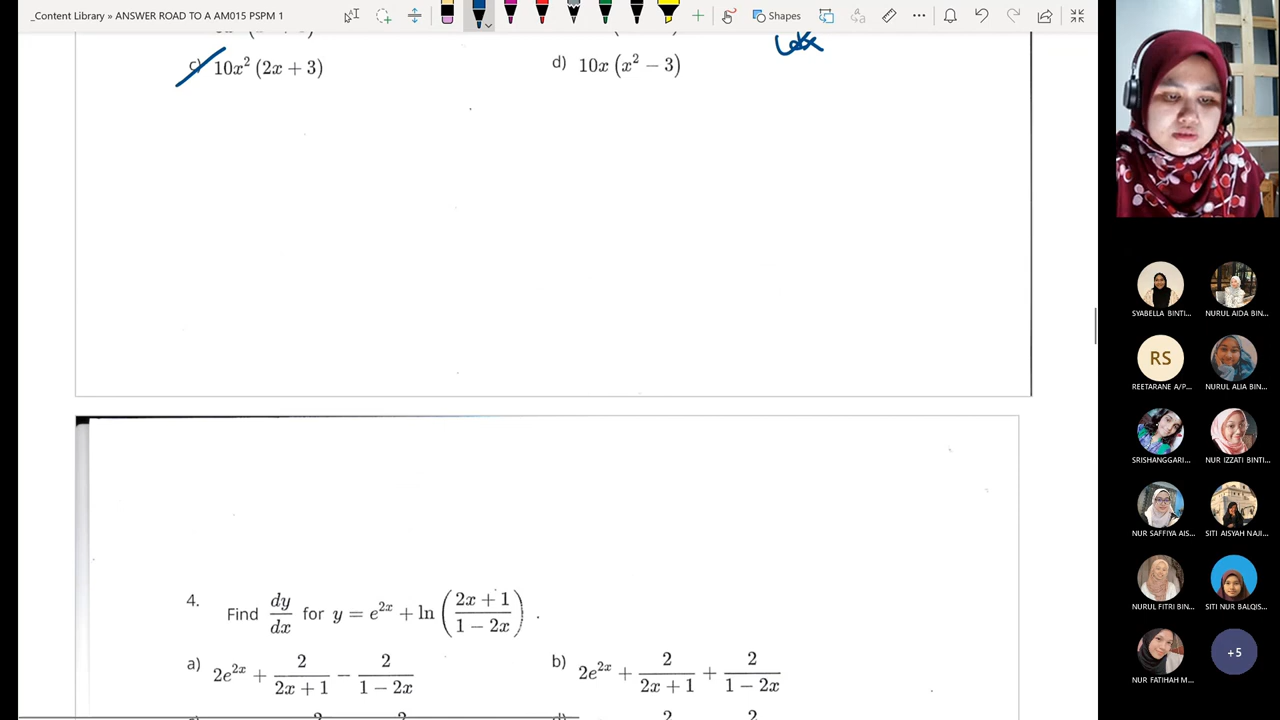 _Content Library » ANSWER ROAD TO A AM015 PSPM 1
Shapes
c) 10x² (2x + 3)
d) 10x (x² − 3)
4. Find dy/dx for y = e^{2x} + ln((2x + 1)/(1 − 2x)) .
a) 2e^{2x} + 2/(2x + 1) − 2/(1 − 2x)
b) 2e^{2x} + 2/(2x + 1) + 2/(1 − 2x)
SYABELLA BINTI...
NURUL AIDA BIN...
RS
REETARANE A/P...
NURUL ALIA BIN...
SRISHANGGARI...
NUR IZZATI BINTI...
NUR SAFFIYA AIS...
SITI AISYAH NAJI...
NURUL FITRI BIN...
SITI NUR BALQIS...
+5
NUR FATIHAH M...